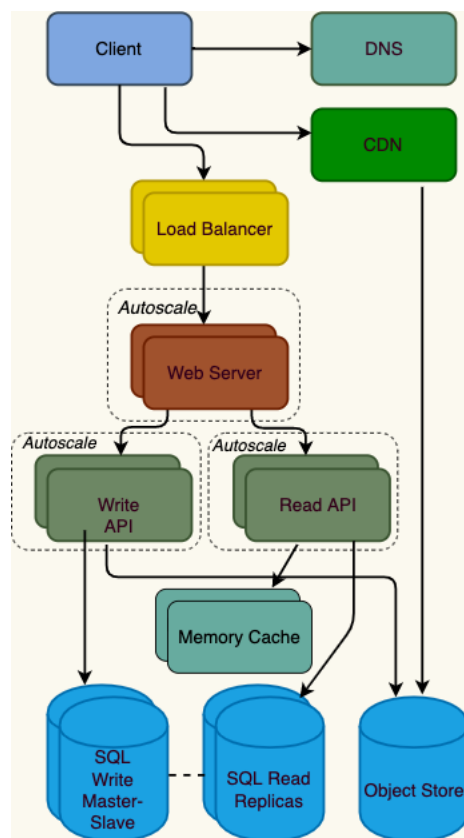 Client
DNS
CDN
Load Balancer
Autoscale
Web Server
Autoscale
Autoscale
Write
API
Read API
Memory Cache
SQL
Write
Master-
Slave
SQL Read
Replicas
Object Store